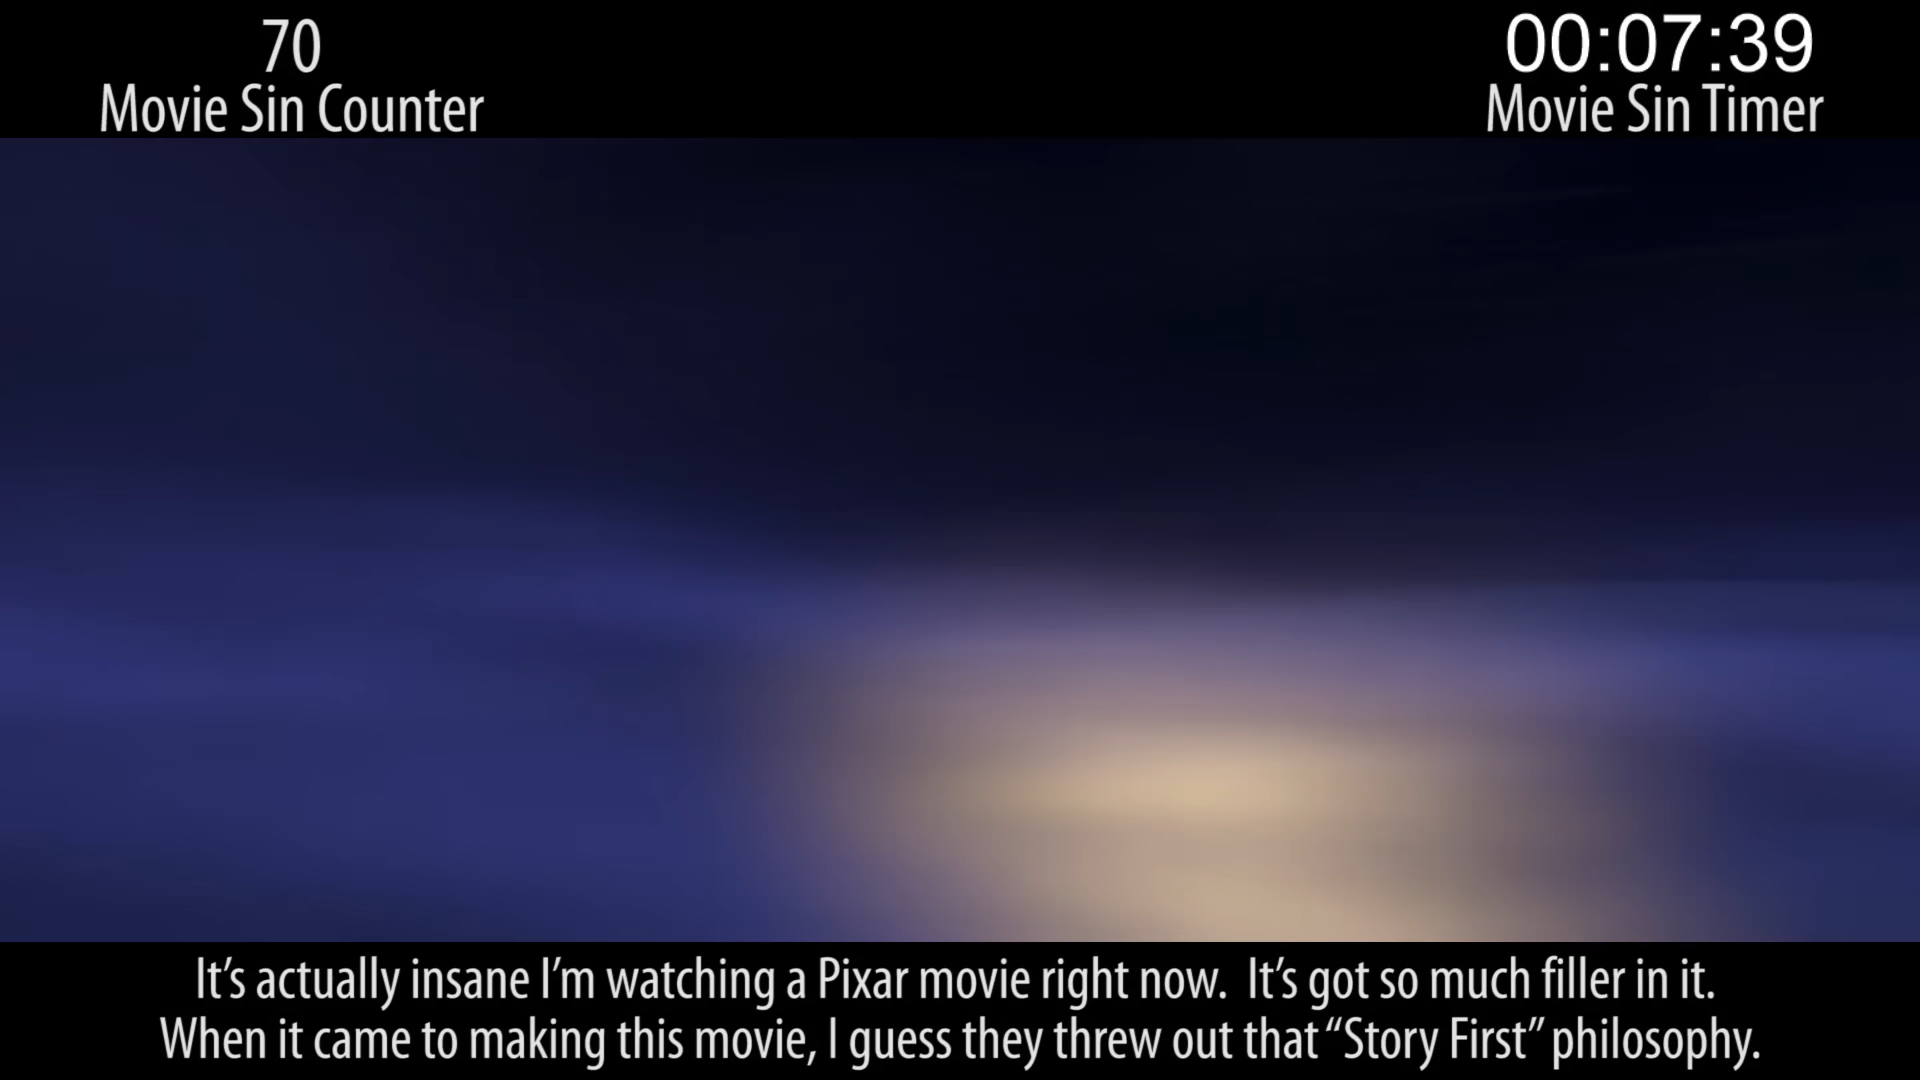 70
Movie Sin Counter
00:07:39
Movie Sin Timer
It’s actually insane I’m watching a Pixar movie right now.  It’s got so much filler in it.
When it came to making this movie, I guess they threw out that “Story First” philosophy.